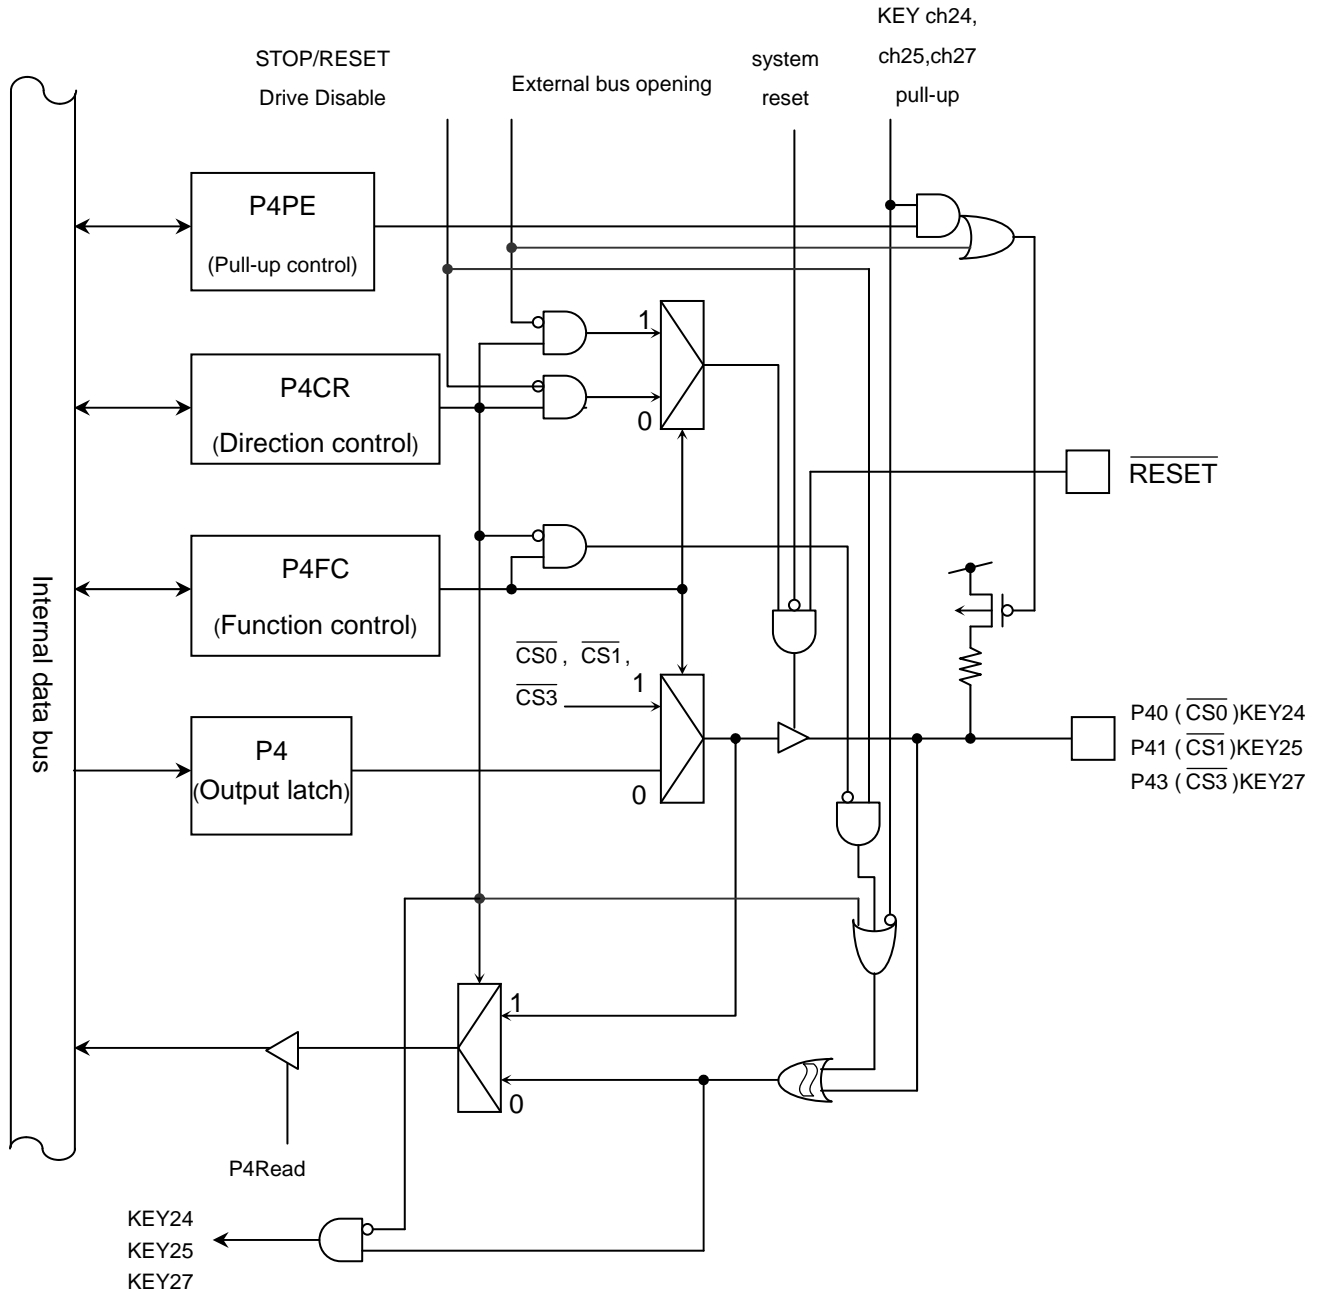 KEY ch24,
ch25,ch27
pull-up
system
reset
STOP/RESET
Drive Disable
External bus opening
P4PE
(Pull-up control)
1
P4CR
(Direction control)
0
RESET
P4FC
(Function control)
Internal data bus
CS0 , CS1 ,
CS3
1
P4
(Output latch)
0
P40 ( CS0 )KEY24
P41 ( CS1 )KEY25
P43 ( CS3 )KEY27
1
0
P4Read
KEY24
KEY25
KEY27